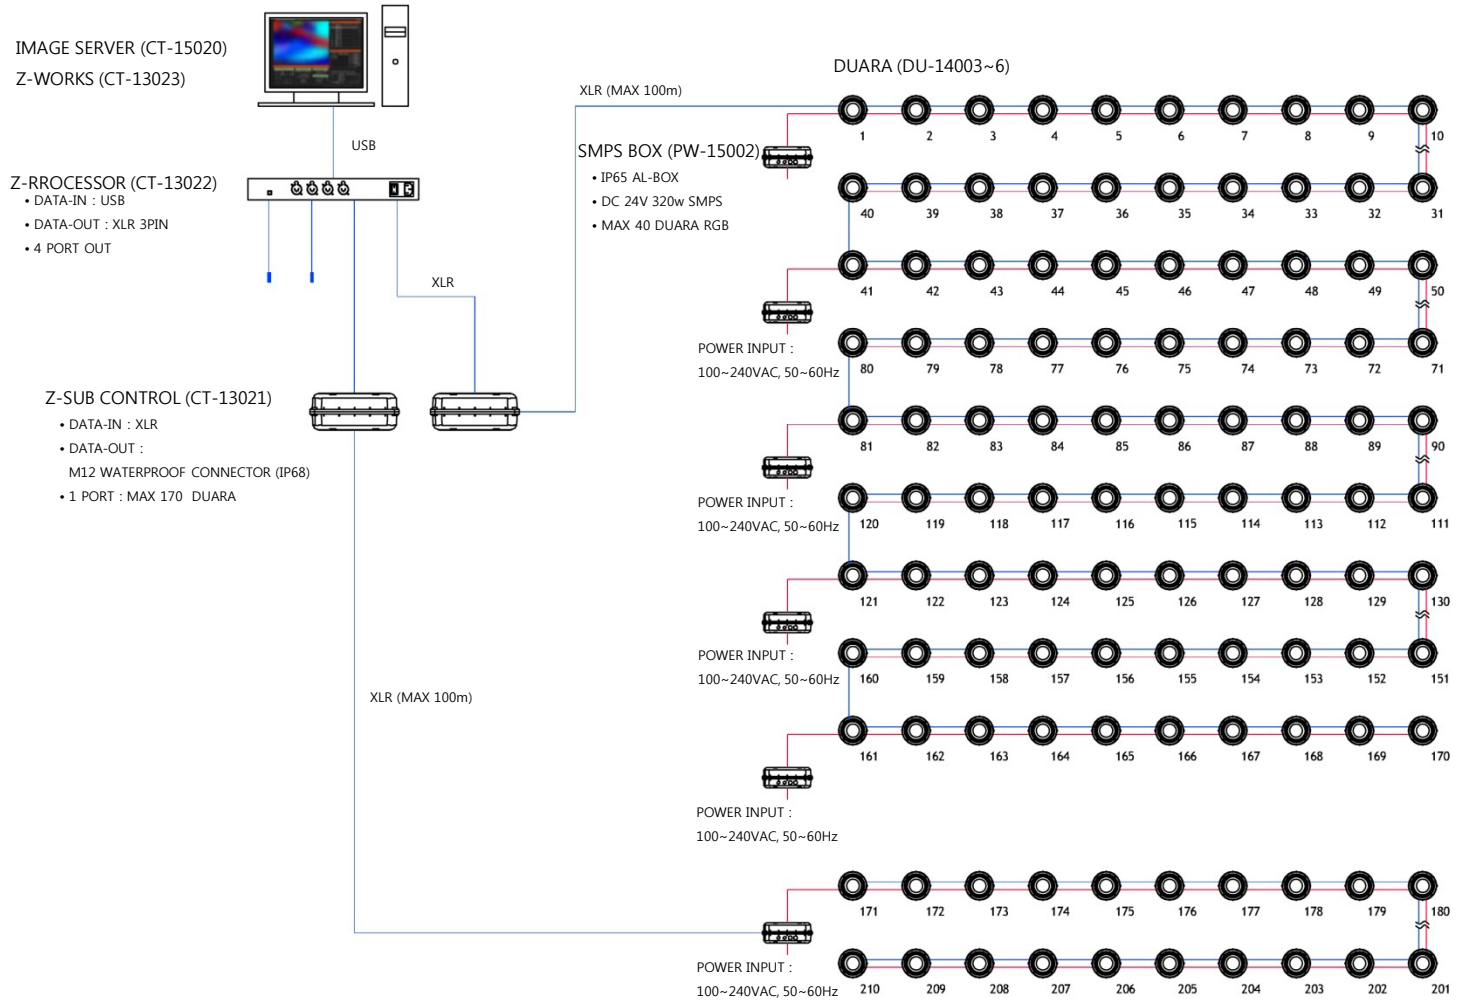 IMAGE SERVER (CT-15020)
Z-WORKS (CT-13023)
USB
Z-RROCESSOR (CT-13022)
• DATA-IN : USB
• DATA-OUT : XLR 3PIN
• 4 PORT OUT
XLR
Z-SUB CONTROL (CT-13021)
• DATA-IN : XLR
• DATA-OUT :
M12 WATERPROOF CONNECTOR (IP68)
• 1 PORT : MAX 170 DUARA
XLR (MAX 100m)
XLR (MAX 100m)
SMPS BOX (PW-15002)
• IP65 AL-BOX
• DC 24V 320w SMPS
• MAX 40 DUARA RGB
DUARA (DU-14003~6)
1 2 3 4 5 6 7 8 9 10
40 39 38 37 36 35 34 33 32 31
41 42 43 44 45 46 47 48 49 50
POWER INPUT :
100~240VAC, 50~60Hz
80 79 78 77 76 75 74 73 72 71
81 82 83 84 85 86 87 88 89 90
POWER INPUT :
100~240VAC, 50~60Hz
120 119 118 117 116 115 114 113 112 111
121 122 123 124 125 126 127 128 129 130
POWER INPUT :
100~240VAC, 50~60Hz
160 159 158 157 156 155 154 153 152 151
161 162 163 164 165 166 167 168 169 170
POWER INPUT :
100~240VAC, 50~60Hz
171 172 173 174 175 176 177 178 179 180
POWER INPUT :
100~240VAC, 50~60Hz
210 209 208 207 206 205 204 203 202 201